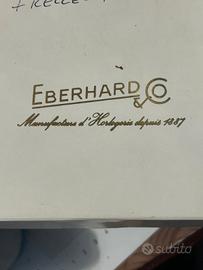 EBERHARD & CO
Manufacture d'Horlogerie depuis 1887
subito